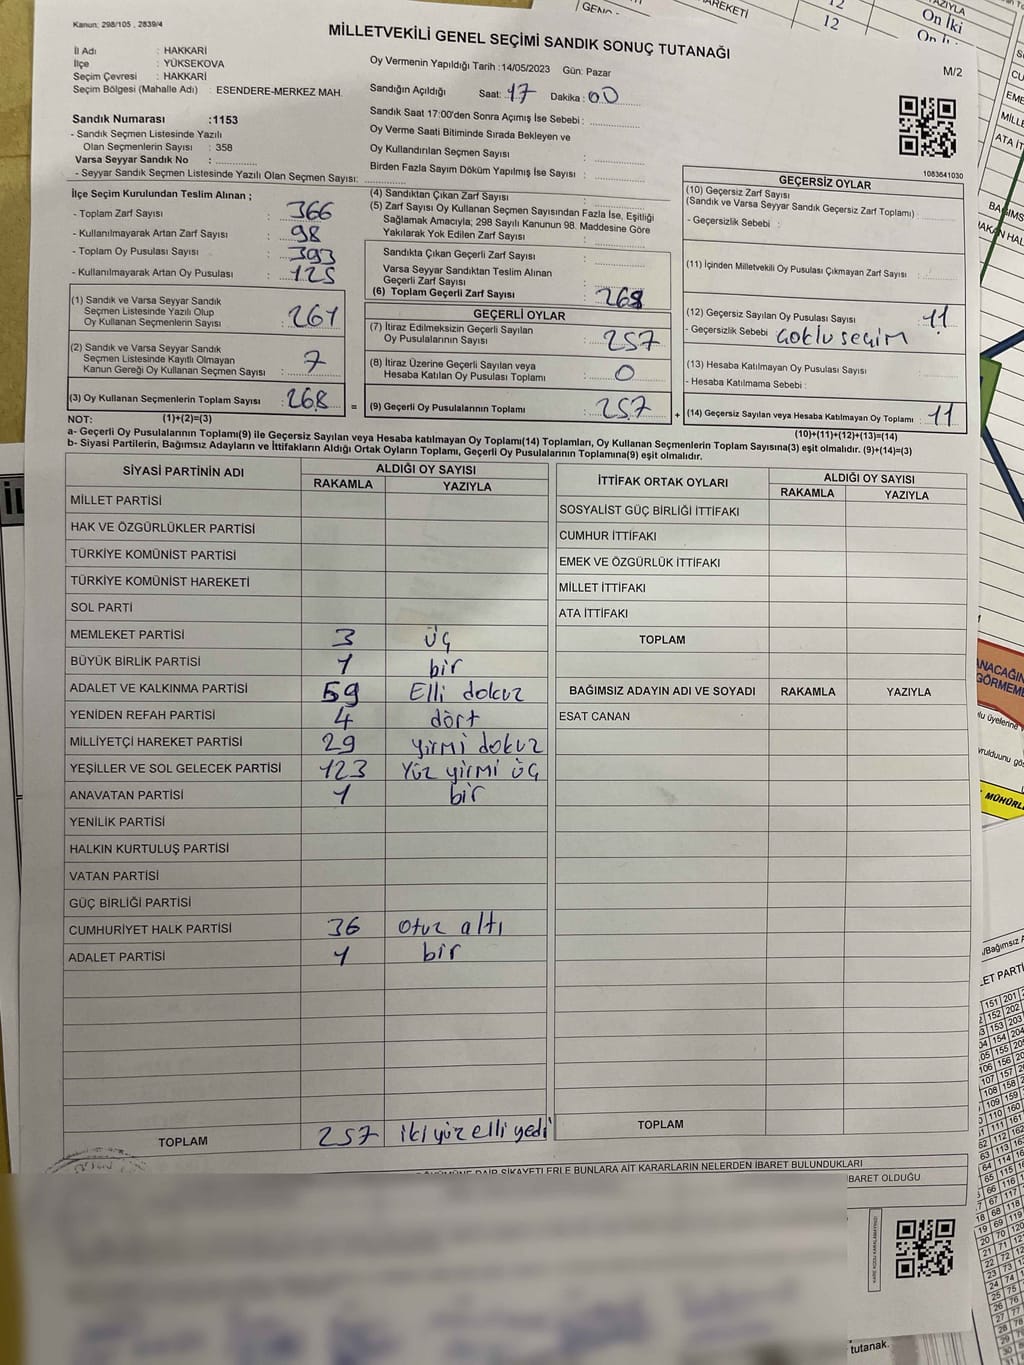 Kanun: 298/105 , 2839/4
MİLLETVEKİLİ GENEL SEÇİMİ SANDIK SONUÇ TUTANAĞI
M/2
İl Adı : HAKKARİ
İlçe : YÜKSEKOVA
Seçim Çevresi : HAKKARİ
Seçim Bölgesi (Mahalle Adı) : ESENDERE-MERKEZ MAH.
Oy Vermenin Yapıldığı Tarih :14/05/2023 Gün: Pazar
Sandığın Açıldığı Saat: 17 Dakika : 00
Sandık Saat 17:00'den Sonra Açımış İse Sebebi :
Oy Verme Saati Bitiminde Sırada Bekleyen ve
Oy Kullandırılan Seçmen Sayısı :
Birden Fazla Sayım Döküm Yapılmış İse Sayısı :
Sandık Numarası :1153
- Sandık Seçmen Listesinde Yazılı
Olan Seçmenlerin Sayısı : 358
Varsa Seyyar Sandık No :
- Seyyar Sandık Seçmen Listesinde Yazılı Olan Seçmen Sayısı:
1083641030
İlçe Seçim Kurulundan Teslim Alınan ;
- Toplam Zarf Sayısı : 366
- Kullanılmayarak Artan Zarf Sayısı : 98
- Toplam Oy Pusulası Sayısı : 393
- Kullanılmayarak Artan Oy Pusulası : 125
(1) Sandık ve Varsa Seyyar Sandık
Seçmen Listesinde Yazılı Olup
Oy Kullanan Seçmenlerin Sayısı : 261
(2) Sandık ve Varsa Seyyar Sandık
Seçmen Listesinde Kayıtlı Olmayan
Kanun Gereği Oy Kullanan Seçmen Sayısı : 7
(3) Oy Kullanan Seçmenlerin Toplam Sayısı : 268 =
(4) Sandıktan Çıkan Zarf Sayısı :
(5) Zarf Sayısı Oy Kullanan Seçmen Sayısından Fazla İse, Eşitliği
Sağlamak Amacıyla, 298 Sayılı Kanunun 98. Maddesine Göre
Yakılarak Yok Edilen Zarf Sayısı :
Sandıkta Çıkan Geçerli Zarf Sayısı :
Varsa Seyyar Sandıktan Teslim Alınan
Geçerli Zarf Sayısı :
(6) Toplam Geçerli Zarf Sayısı : 268
GEÇERLİ OYLAR
(7) İtiraz Edilmeksizin Geçerli Sayılan
Oy Pusulalarının Sayısı : 257
(8) İtiraz Üzerine Geçerli Sayılan veya
Hesaba Katılan Oy Pusulası Toplamı : 0
(9) Geçerli Oy Pusulalarının Toplamı : 257 +
GEÇERSİZ OYLAR
(10) Geçersiz Zarf Sayısı
(Sandık ve Varsa Seyyar Sandık Geçersiz Zarf Toplamı) :
- Geçersizlik Sebebi :
(11) İçinden Milletvekili Oy Pusulası Çıkmayan Zarf Sayısı :
(12) Geçersiz Sayılan Oy Pusulası Sayısı : 11
- Geçersizlik Sebebi : çoklu seçim
(13) Hesaba Katılmayan Oy Pusulası Sayısı :
- Hesaba Katılmama Sebebi :
(14) Geçersiz Sayılan veya Hesaba Katılmayan Oy Toplamı : 11
NOT: (1)+(2)=(3)
(10)+(11)+(12)+(13)=(14)
a- Geçerli Oy Pusulalarının Toplamı(9) ile Geçersiz Sayılan veya Hesaba katılmayan Oy Toplamı(14) Toplamları, Oy Kullanan Seçmenlerin Toplam Sayısına(3) eşit olmalıdır. (9)+(14)=(3)
b- Siyasi Partilerin, Bağımsız Adayların ve İttifakların Aldığı Ortak Oyların Toplamı, Geçerli Oy Pusulalarının Toplamına(9) eşit olmalıdır.
SİYASİ PARTİNİN ADI ALDIĞI OY SAYISI
RAKAMLA YAZIYLA
MİLLET PARTİSİ
HAK VE ÖZGÜRLÜKLER PARTİSİ
TÜRKİYE KOMÜNİST PARTİSİ
TÜRKİYE KOMÜNİST HAREKETİ
SOL PARTİ
MEMLEKET PARTİSİ 3 üç
BÜYÜK BİRLİK PARTİSİ 1 bir
ADALET VE KALKINMA PARTİSİ 59 Elli dokuz
YENİDEN REFAH PARTİSİ 4 dört
MİLLİYETÇİ HAREKET PARTİSİ 29 yirmi dokuz
YEŞİLLER VE SOL GELECEK PARTİSİ 123 Yüz yirmi üç
ANAVATAN PARTİSİ 1 bir
YENİLİK PARTİSİ
HALKIN KURTULUŞ PARTİSİ
VATAN PARTİSİ
GÜÇ BİRLİĞİ PARTİSİ
CUMHURİYET HALK PARTİSİ 36 otuz altı
ADALET PARTİSİ 1 bir
TOPLAM 257 iki yüz elli yedi
İTTİFAK ORTAK OYLARI ALDIĞI OY SAYISI
RAKAMLA YAZIYLA
SOSYALİST GÜÇ BİRLİĞİ İTTİFAKI
CUMHUR İTTİFAKI
EMEK VE ÖZGÜRLÜK İTTİFAKI
MİLLET İTTİFAKI
ATA İTTİFAKI
TOPLAM
BAĞIMSIZ ADAYIN ADI VE SOYADI RAKAMLA YAZIYLA
ESAT CANAN
TOPLAM
DAİR ŞİKAYETLERLE BUNLARA AİT KARARLARIN NELERDEN İBARET BULUNDUKLARI
İBARET OLDUĞU
YAZIYLA
12 On İki
12
MÜHÜRL
tutanak.